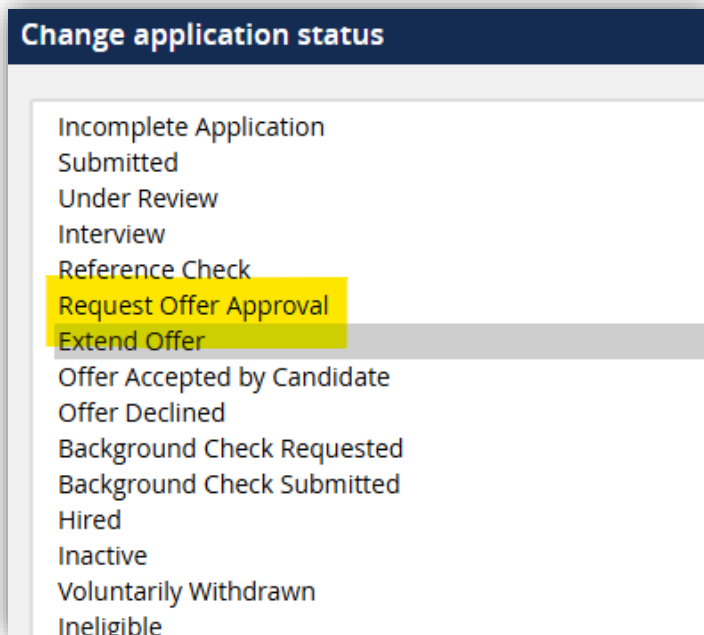 Change application status
Incomplete Application
Submitted
Under Review
Interview
Reference Check
Request Offer Approval
Extend Offer
Offer Accepted by Candidate
Offer Declined
Background Check Requested
Background Check Submitted
Hired
Inactive
Voluntarily Withdrawn
Ineligible